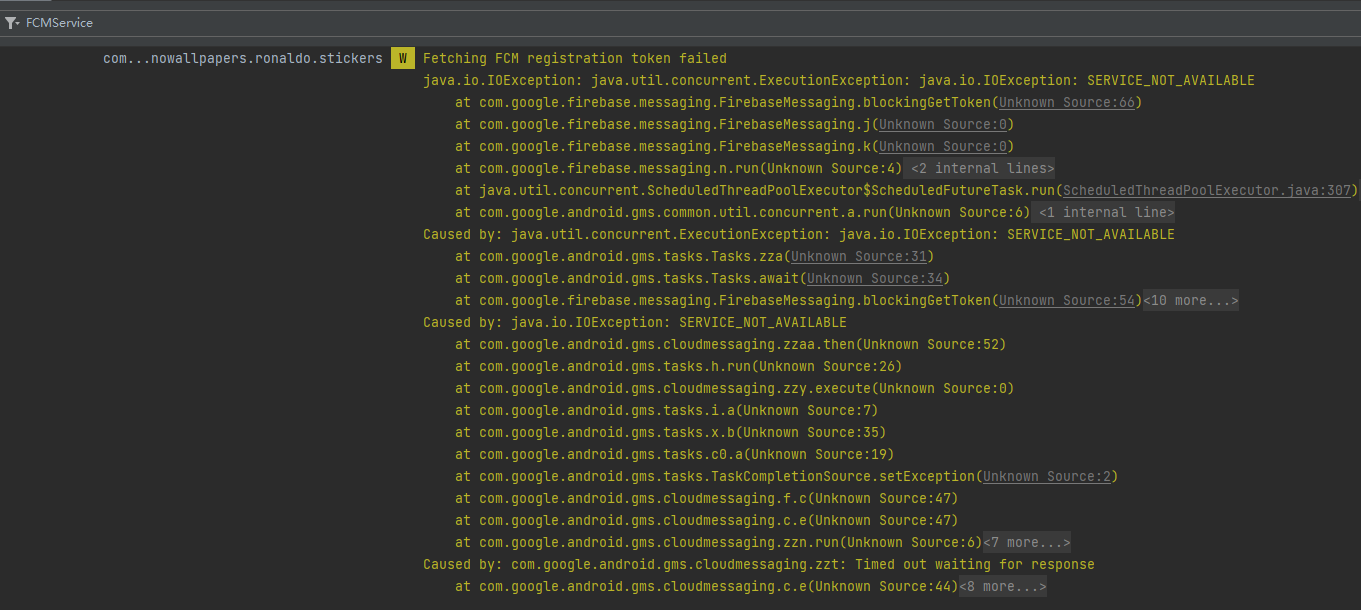 FCMService
com...nowallpapers.ronaldo.stickers W Fetching FCM registration token failed
java.io.IOException: java.util.concurrent.ExecutionException: java.io.IOException: SERVICE_NOT_AVAILABLE
at com.google.firebase.messaging.FirebaseMessaging.blockingGetToken(Unknown Source:66)
at com.google.firebase.messaging.FirebaseMessaging.j(Unknown Source:0)
at com.google.firebase.messaging.FirebaseMessaging.k(Unknown Source:0)
at com.google.firebase.messaging.n.run(Unknown Source:4) <2 internal lines>
at java.util.concurrent.ScheduledThreadPoolExecutor$ScheduledFutureTask.run(ScheduledThreadPoolExecutor.java:307)
at com.google.android.gms.common.util.concurrent.a.run(Unknown Source:6) <1 internal line>
Caused by: java.util.concurrent.ExecutionException: java.io.IOException: SERVICE_NOT_AVAILABLE
at com.google.android.gms.tasks.Tasks.zza(Unknown Source:31)
at com.google.android.gms.tasks.Tasks.await(Unknown Source:34)
at com.google.firebase.messaging.FirebaseMessaging.blockingGetToken(Unknown Source:54)<10 more...>
Caused by: java.io.IOException: SERVICE_NOT_AVAILABLE
at com.google.android.gms.cloudmessaging.zzaa.then(Unknown Source:52)
at com.google.android.gms.tasks.h.run(Unknown Source:26)
at com.google.android.gms.cloudmessaging.zzy.execute(Unknown Source:0)
at com.google.android.gms.tasks.i.a(Unknown Source:7)
at com.google.android.gms.tasks.x.b(Unknown Source:35)
at com.google.android.gms.tasks.c0.a(Unknown Source:19)
at com.google.android.gms.tasks.TaskCompletionSource.setException(Unknown Source:2)
at com.google.android.gms.cloudmessaging.f.c(Unknown Source:47)
at com.google.android.gms.cloudmessaging.c.e(Unknown Source:47)
at com.google.android.gms.cloudmessaging.zzn.run(Unknown Source:6)<7 more...>
Caused by: com.google.android.gms.cloudmessaging.zzt: Timed out waiting for response
at com.google.android.gms.cloudmessaging.c.e(Unknown Source:44)<8 more...>